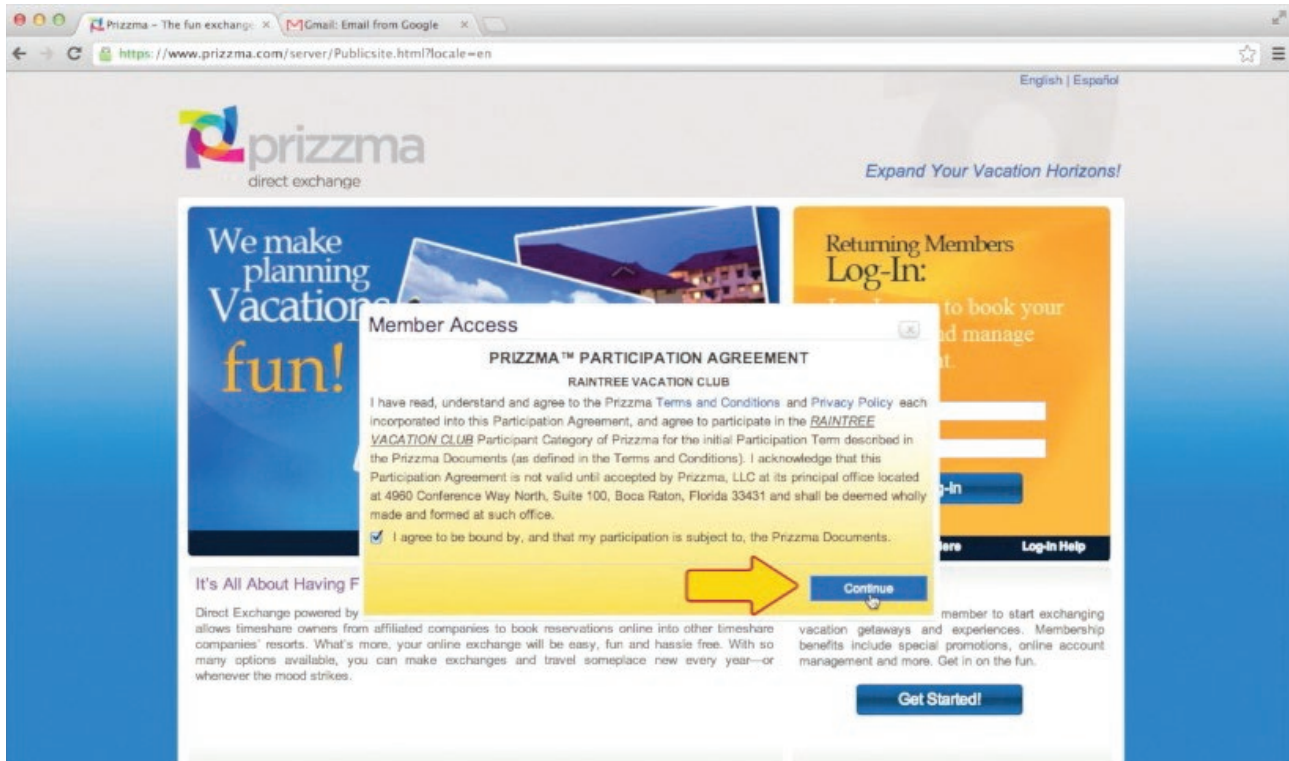 Prizzma - The fun exchange
Gmail: Email from Google
https://www.prizzma.com/server/Publicsite.html?locale=en
English | Español
prizzma
direct exchange
Expand Your Vacation Horizons!
We make
planning
Vacations
fun!
Returning Members
Log-In:
to book your
manage
Member Access
PRIZZMA™ PARTICIPATION AGREEMENT
RAINTREE VACATION CLUB
I have read, understand and agree to the Prizzma Terms and Conditions and Privacy Policy each
incorporated into this Participation Agreement, and agree to participate in the RAINTREE
VACATION CLUB Participant Category of Prizzma for the initial Participation Term described in
the Prizzma Documents (as defined in the Terms and Conditions). I acknowledge that this
Participation Agreement is not valid until accepted by Prizzma, LLC at its principal office located
at 4960 Conference Way North, Suite 100, Boca Raton, Florida 33431 and shall be deemed wholly
made and formed at such office.
I agree to be bound by, and that my participation is subject to, the Prizzma Documents.
Continue
Log-In Help
It's All About Having
Direct Exchange powered by
allows timeshare owners from affiliated companies to book reservations online into other timeshare
companies' resorts. What's more, your online exchange will be easy, fun and hassle free. With so
many options available, you can make exchanges and travel someplace new every year—or
whenever the mood strikes.
member to start exchanging
vacation getaways and experiences. Membership
benefits include special promotions, online account
management and more. Get in on the fun.
Get Started!